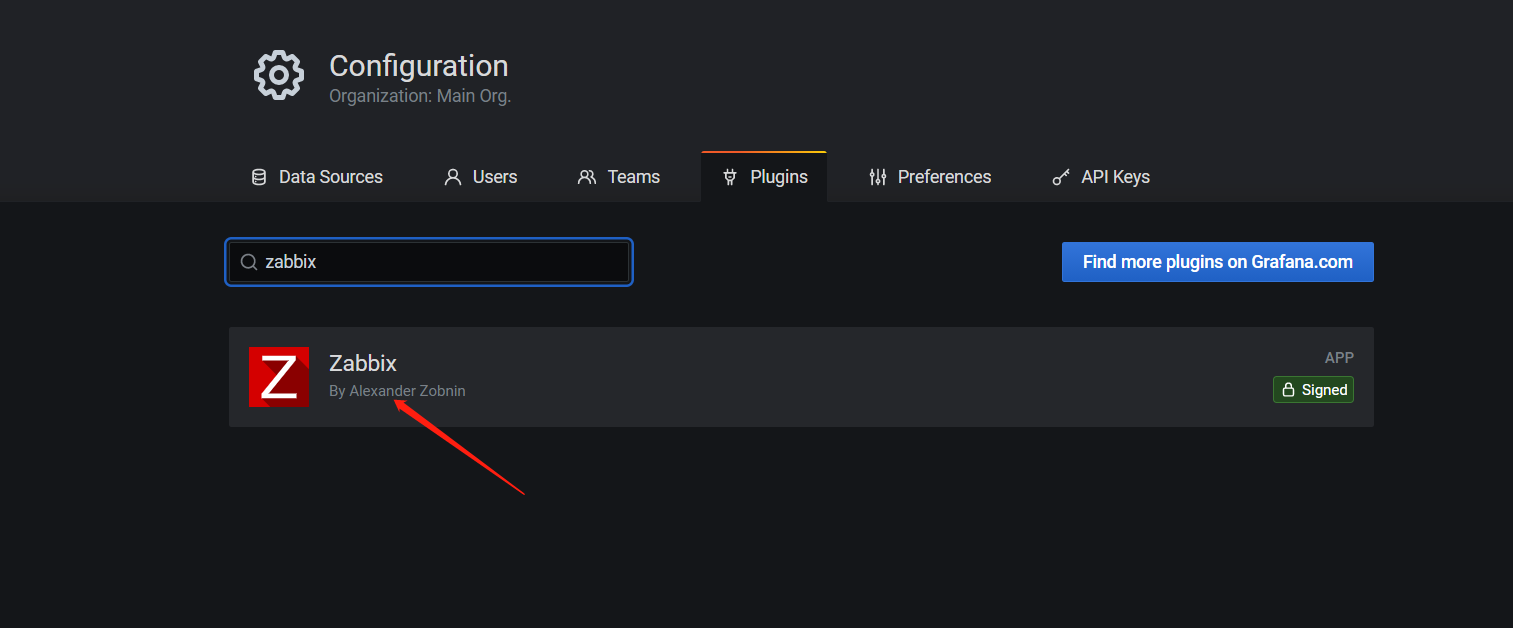 Configuration
Organization: Main Org.
Data Sources Users Teams Plugins Preferences API Keys
zabbix
Find more plugins on Grafana.com
Z
Zabbix
By Alexander Zobnin
APP
Signed